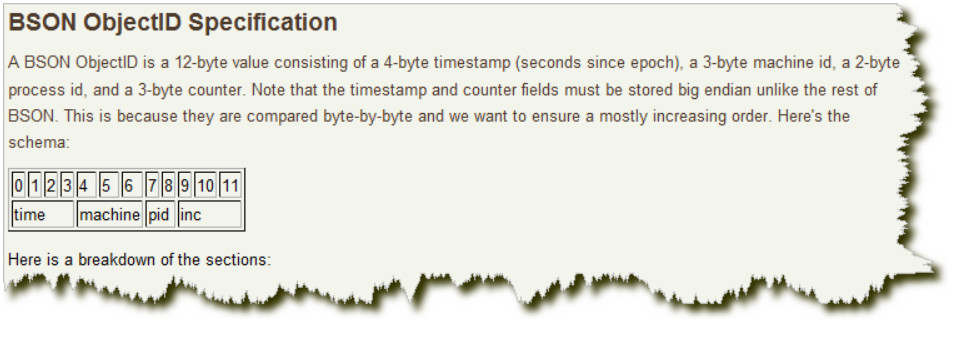 BSON ObjectID Specification
A BSON ObjectID is a 12-byte value consisting of a 4-byte timestamp (seconds since epoch), a 3-byte machine id, a 2-byte
process id, and a 3-byte counter. Note that the timestamp and counter fields must be stored big endian unlike the rest of
BSON. This is because they are compared byte-by-byte and we want to ensure a mostly increasing order. Here's the
schema:
0 1 2 3 4 5 6 7 8 9 10 11
time machine pid inc
Here is a breakdown of the sections: